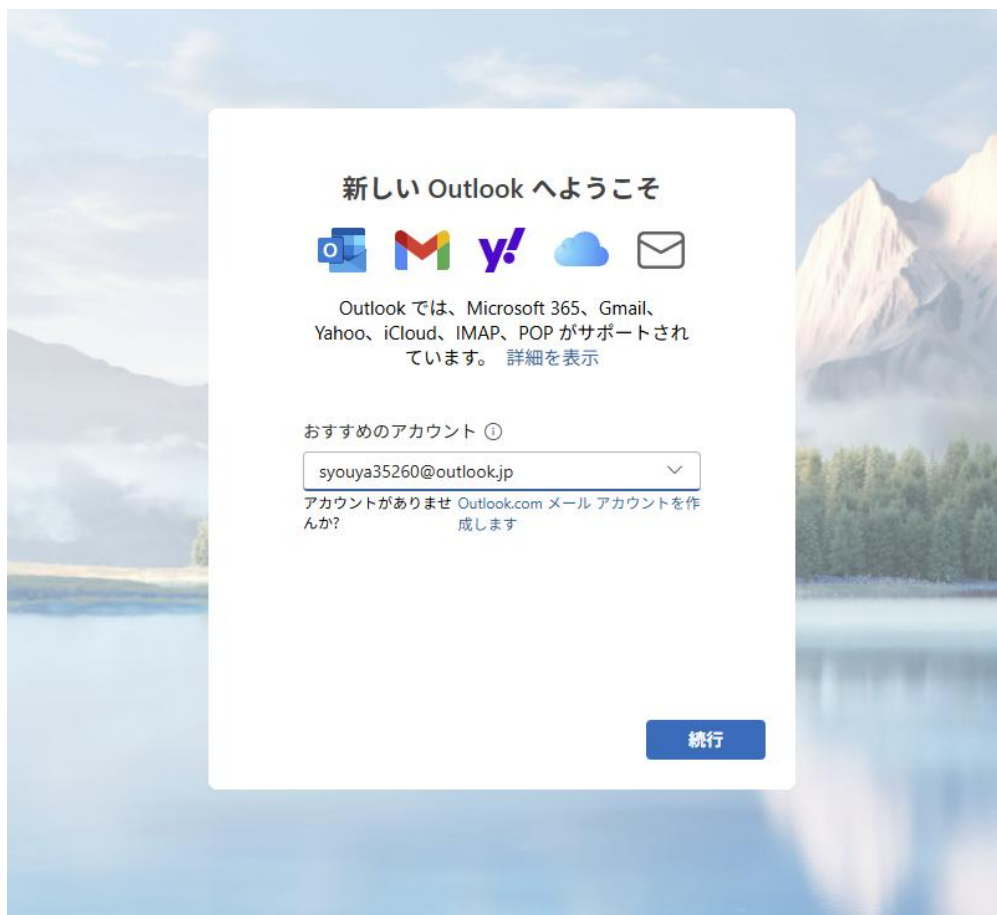 新しい Outlook へようこそ
Outlook では、Microsoft 365、Gmail、
Yahoo、iCloud、IMAP、POP がサポートされ
ています。 詳細を表示
おすすめのアカウント
syouya35260@outlook.jp
アカウントがありませ Outlook.com メール アカウントを作
んか? 成します
続行